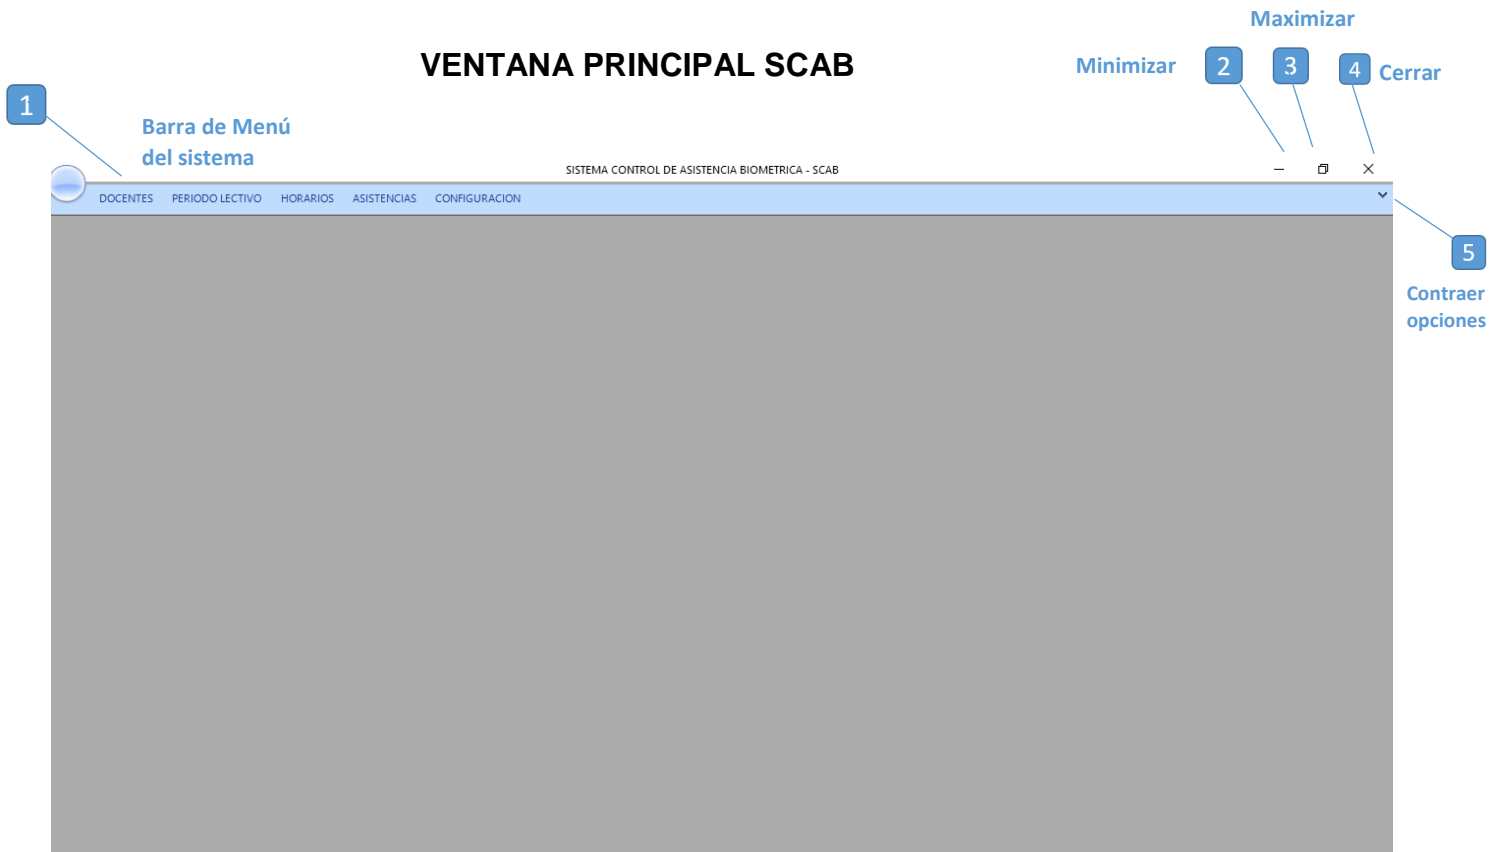 Maximizar
VENTANA PRINCIPAL SCAB
Minimizar 2 3 4 Cerrar
1
Barra de Menú
del sistema
SISTEMA CONTROL DE ASISTENCIA BIOMETRICA - SCAB
DOCENTES PERIODO LECTIVO HORARIOS ASISTENCIAS CONFIGURACION
5
Contraer
opciones